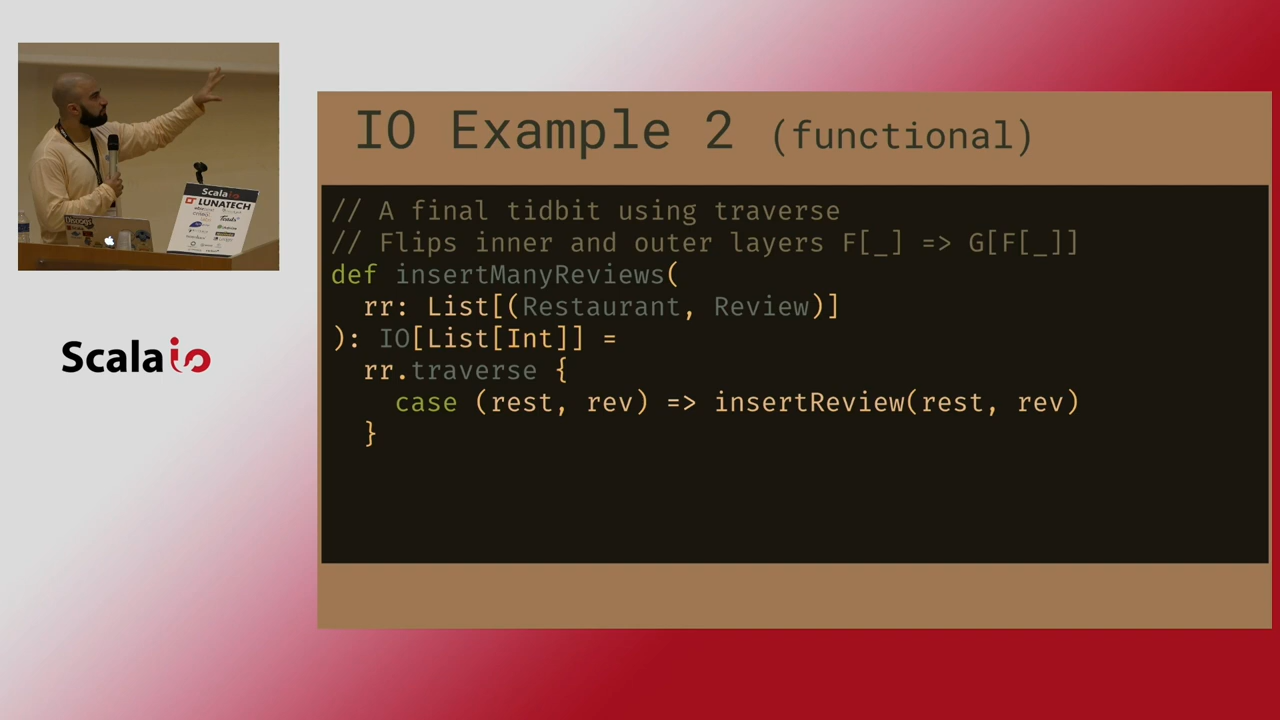 IO Example 2 (functional)
// A final tidbit using traverse
// Flips inner and outer layers F[_] => G[F[_]]
def insertManyReviews(
rr: List[(Restaurant, Review)]
): IO[List[Int]] =
rr.traverse {
case (rest, rev) => insertReview(rest, rev)
}
Scala io
LUNATECH
Scala io